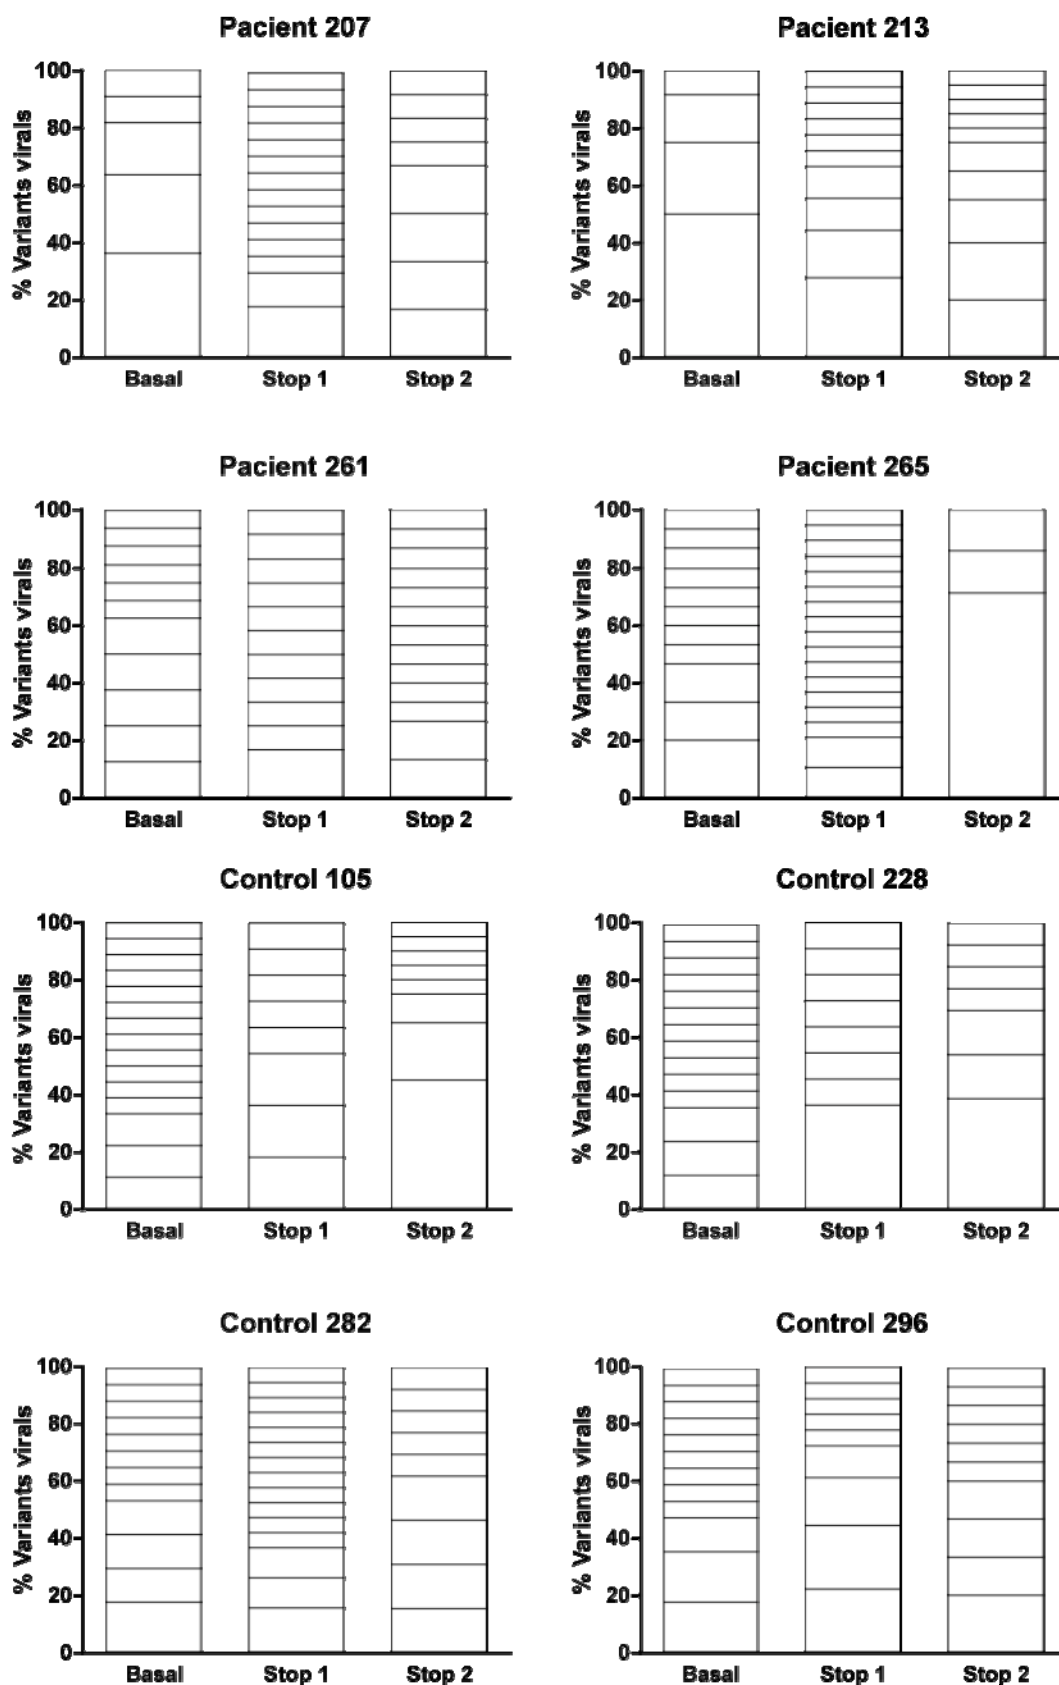 Pacient 207
% Variants virals
100
80
60
40
20
0
Basal Stop 1 Stop 2
Pacient 213
% Variants virals
100
80
60
40
20
0
Basal Stop 1 Stop 2
Pacient 261
% Variants virals
100
80
60
40
20
0
Basal Stop 1 Stop 2
Pacient 265
% Variants virals
100
80
60
40
20
0
Basal Stop 1 Stop 2
Control 105
% Variants virals
100
80
60
40
20
0
Basal Stop 1 Stop 2
Control 228
% Variants virals
100
80
60
40
20
0
Basal Stop 1 Stop 2
Control 282
% Variants virals
100
80
60
40
20
0
Basal Stop 1 Stop 2
Control 296
% Variants virals
100
80
60
40
20
0
Basal Stop 1 Stop 2